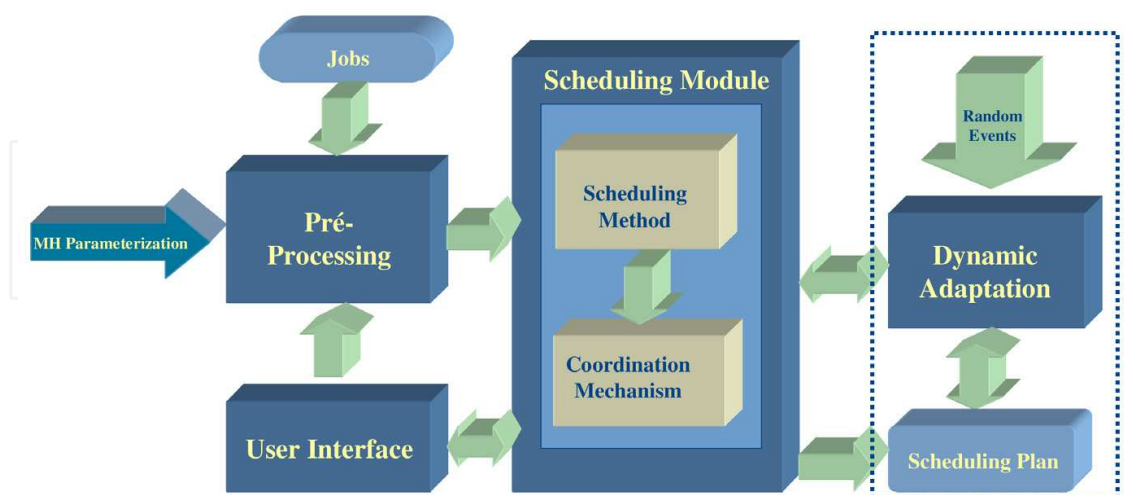 Jobs
Scheduling Module
Random
Events
Scheduling
Method
MH Parameterization
Pré-
Processing
Dynamic
Adaptation
Coordination
Mechanism
User Interface
Scheduling Plan